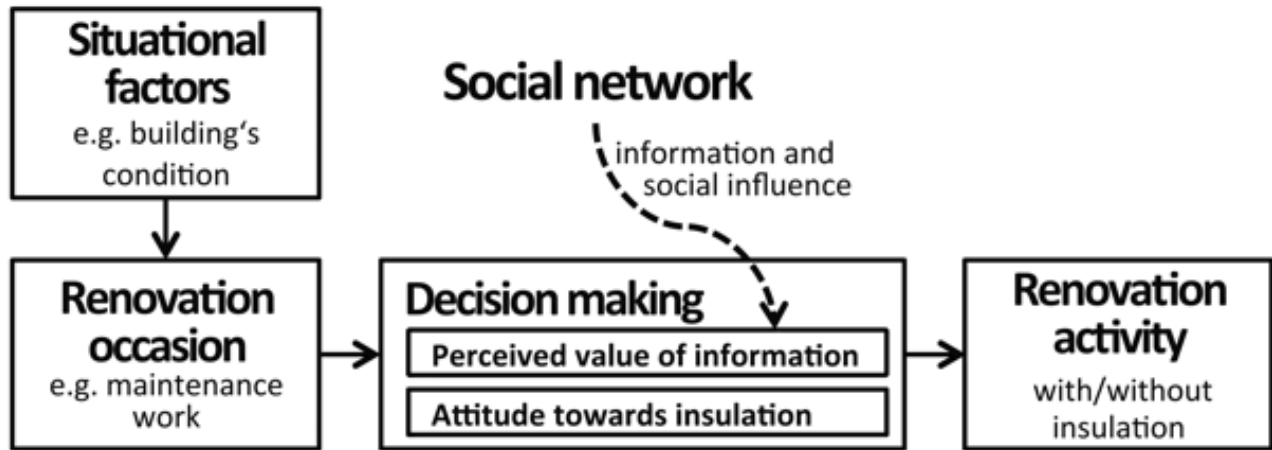 Situational
factors
e.g. building‘s
condition
Social network
information and
social influence
Renovation
occasion
e.g. maintenance
work
Decision making
Perceived value of information
Attitude towards insulation
Renovation
activity
with/without
insulation